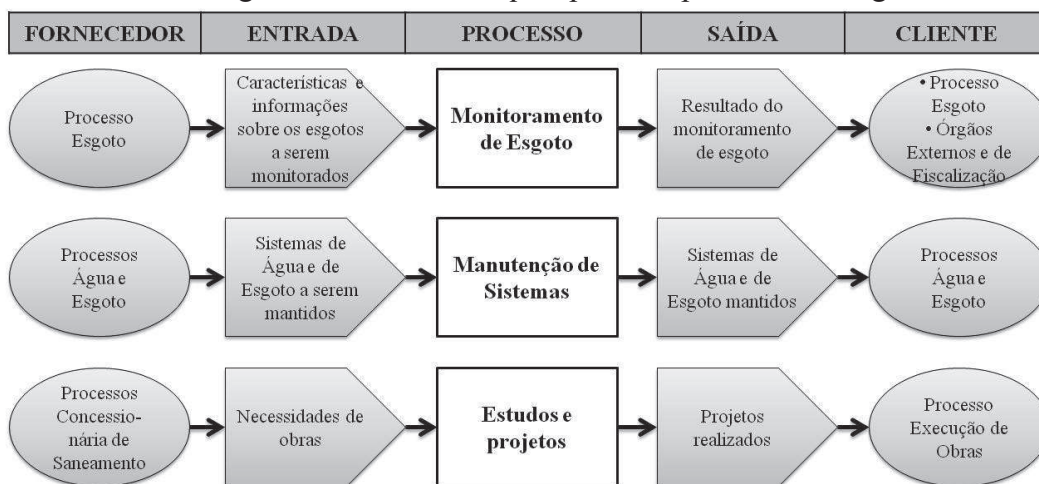 FORNECEDOR ENTRADA PROCESSO SAÍDA CLIENTE
Processo
Esgoto
Características e
informações
sobre os esgotos
a serem
monitorados
Monitoramento
de Esgoto
Resultado do
monitoramento
de esgoto
• Processo
Esgoto
• Órgãos
Externos e de
Fiscalização
Processos
Água e
Esgoto
Sistemas de
Água e de
Esgoto a serem
mantidos
Manutenção de
Sistemas
Sistemas de
Água e de
Esgoto mantidos
Processos
Água e
Esgoto
Processos
Concessio-
nária de
Saneamento
Necessidades de
obras
Estudos e
projetos
Projetos
realizados
Processo
Execução de
Obras